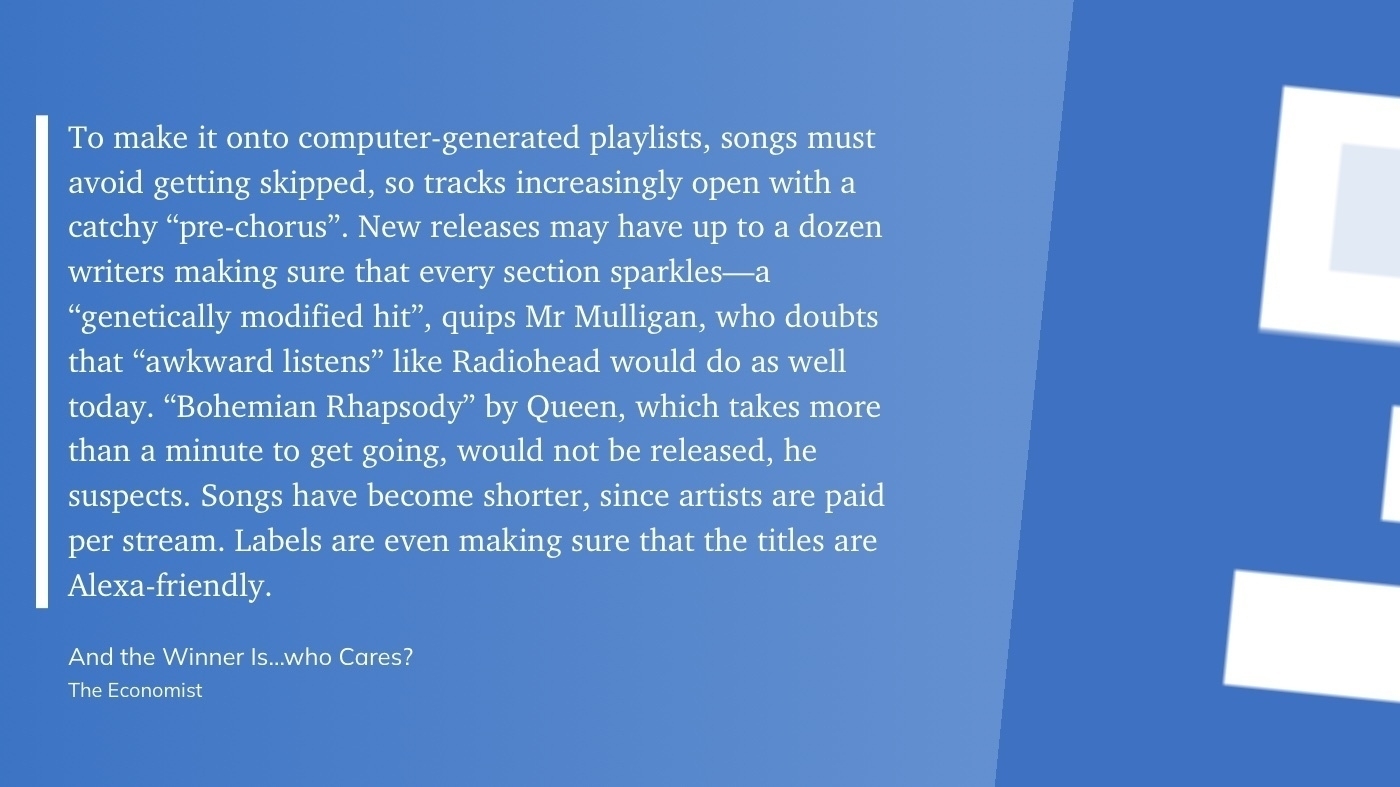 To make it onto computer-generated playlists, songs must
avoid getting skipped, so tracks increasingly open with a
catchy “pre-chorus”. New releases may have up to a dozen
writers making sure that every section sparkles—a
“genetically modified hit”, quips Mr Mulligan, who doubts
that “awkward listens” like Radiohead would do as well
today. “Bohemian Rhapsody” by Queen, which takes more
than a minute to get going, would not be released, he
suspects. Songs have become shorter, since artists are paid
per stream. Labels are even making sure that the titles are
Alexa-friendly.
And the Winner Is...who Cares?
The Economist